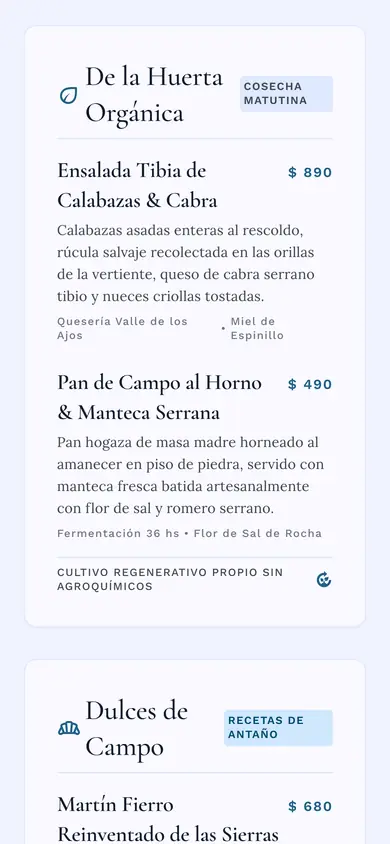 De la Huerta
Orgánica
COSECHA
MATUTINA
Ensalada Tibia de
Calabazas & Cabra
$ 890
Calabazas asadas enteras al rescoldo,
rúcula salvaje recolectada en las orillas
de la vertiente, queso de cabra serrano
tibio y nueces criollas tostadas.
Quesería Valle de los
Ajos
• Miel de
Espinillo
Pan de Campo al Horno
& Manteca Serrana
$ 490
Pan hogaza de masa madre horneado al
amanecer en piso de piedra, servido con
manteca fresca batida artesanalmente
con flor de sal y romero serrano.
Fermentación 36 hs • Flor de Sal de Rocha
CULTIVO REGENERATIVO PROPIO SIN
AGROQUÍMICOS
Dulces de
Campo
RECETAS DE
ANTAÑO
Martín Fierro
Reinventado de las Sierras
$ 680